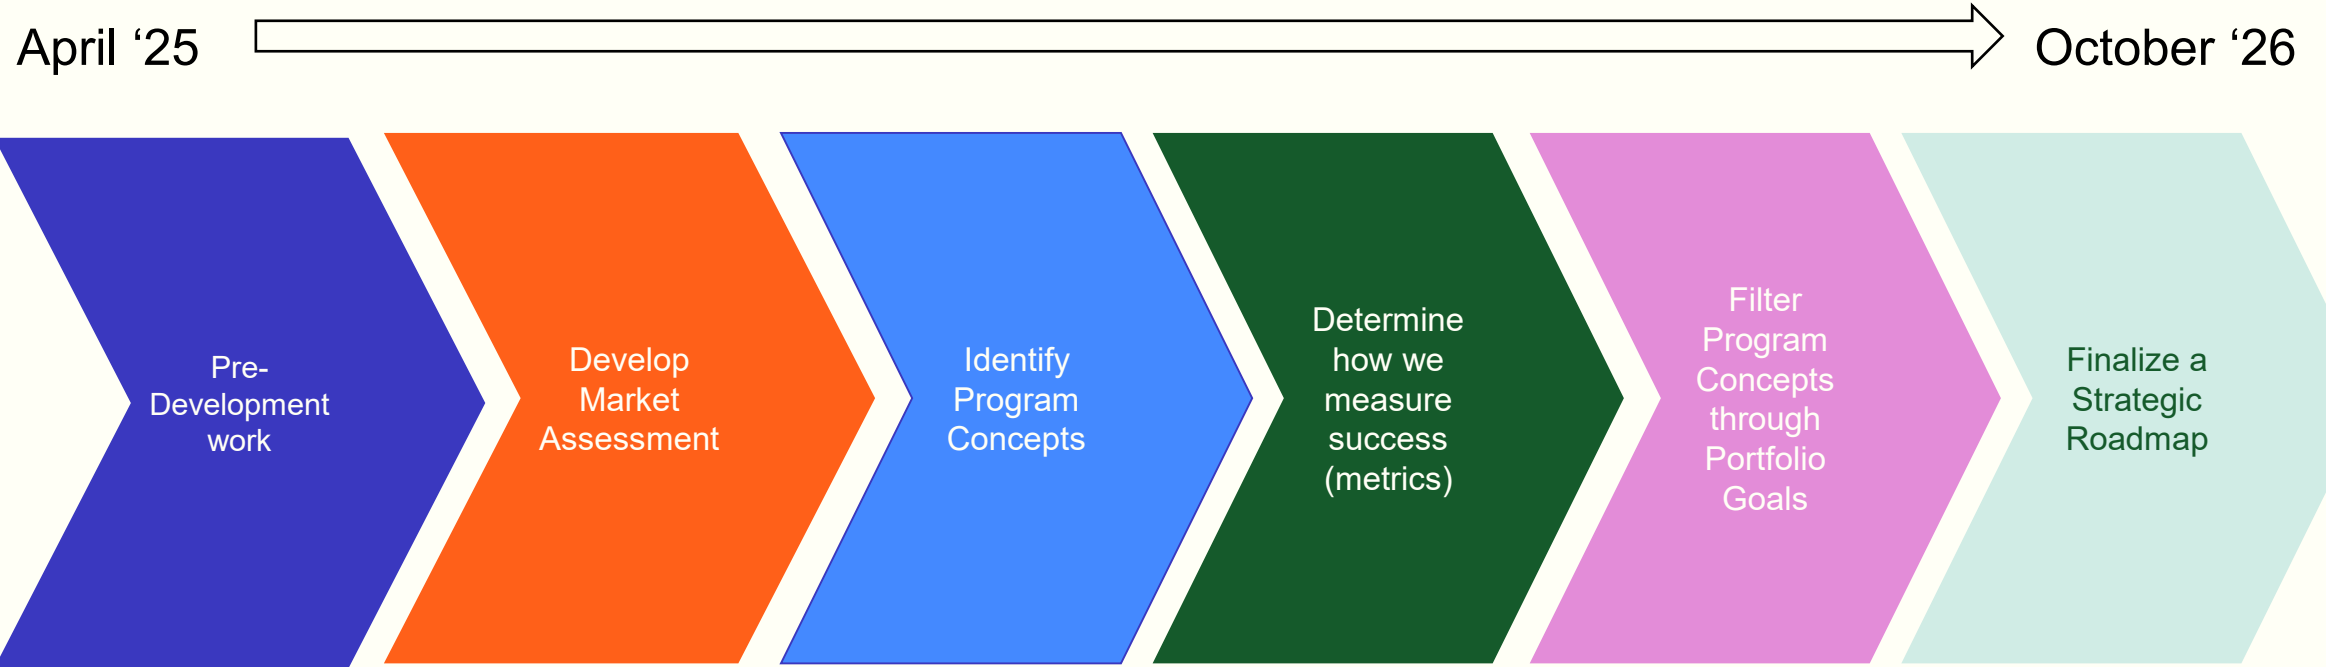 April ‘25
October ‘26
Pre-
Development
work
Develop
Market
Assessment
Identify
Program
Concepts
Determine
how we
measure
success
(metrics)
Filter
Program
Concepts
through
Portfolio
Goals
Finalize a
Strategic
Roadmap